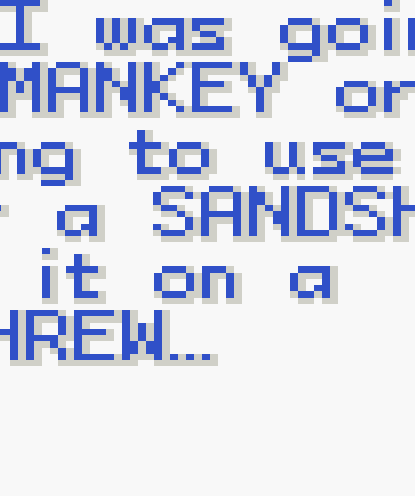 I was goi
MANKEY or
ng to use
a SANDSH
it on a
HREW…